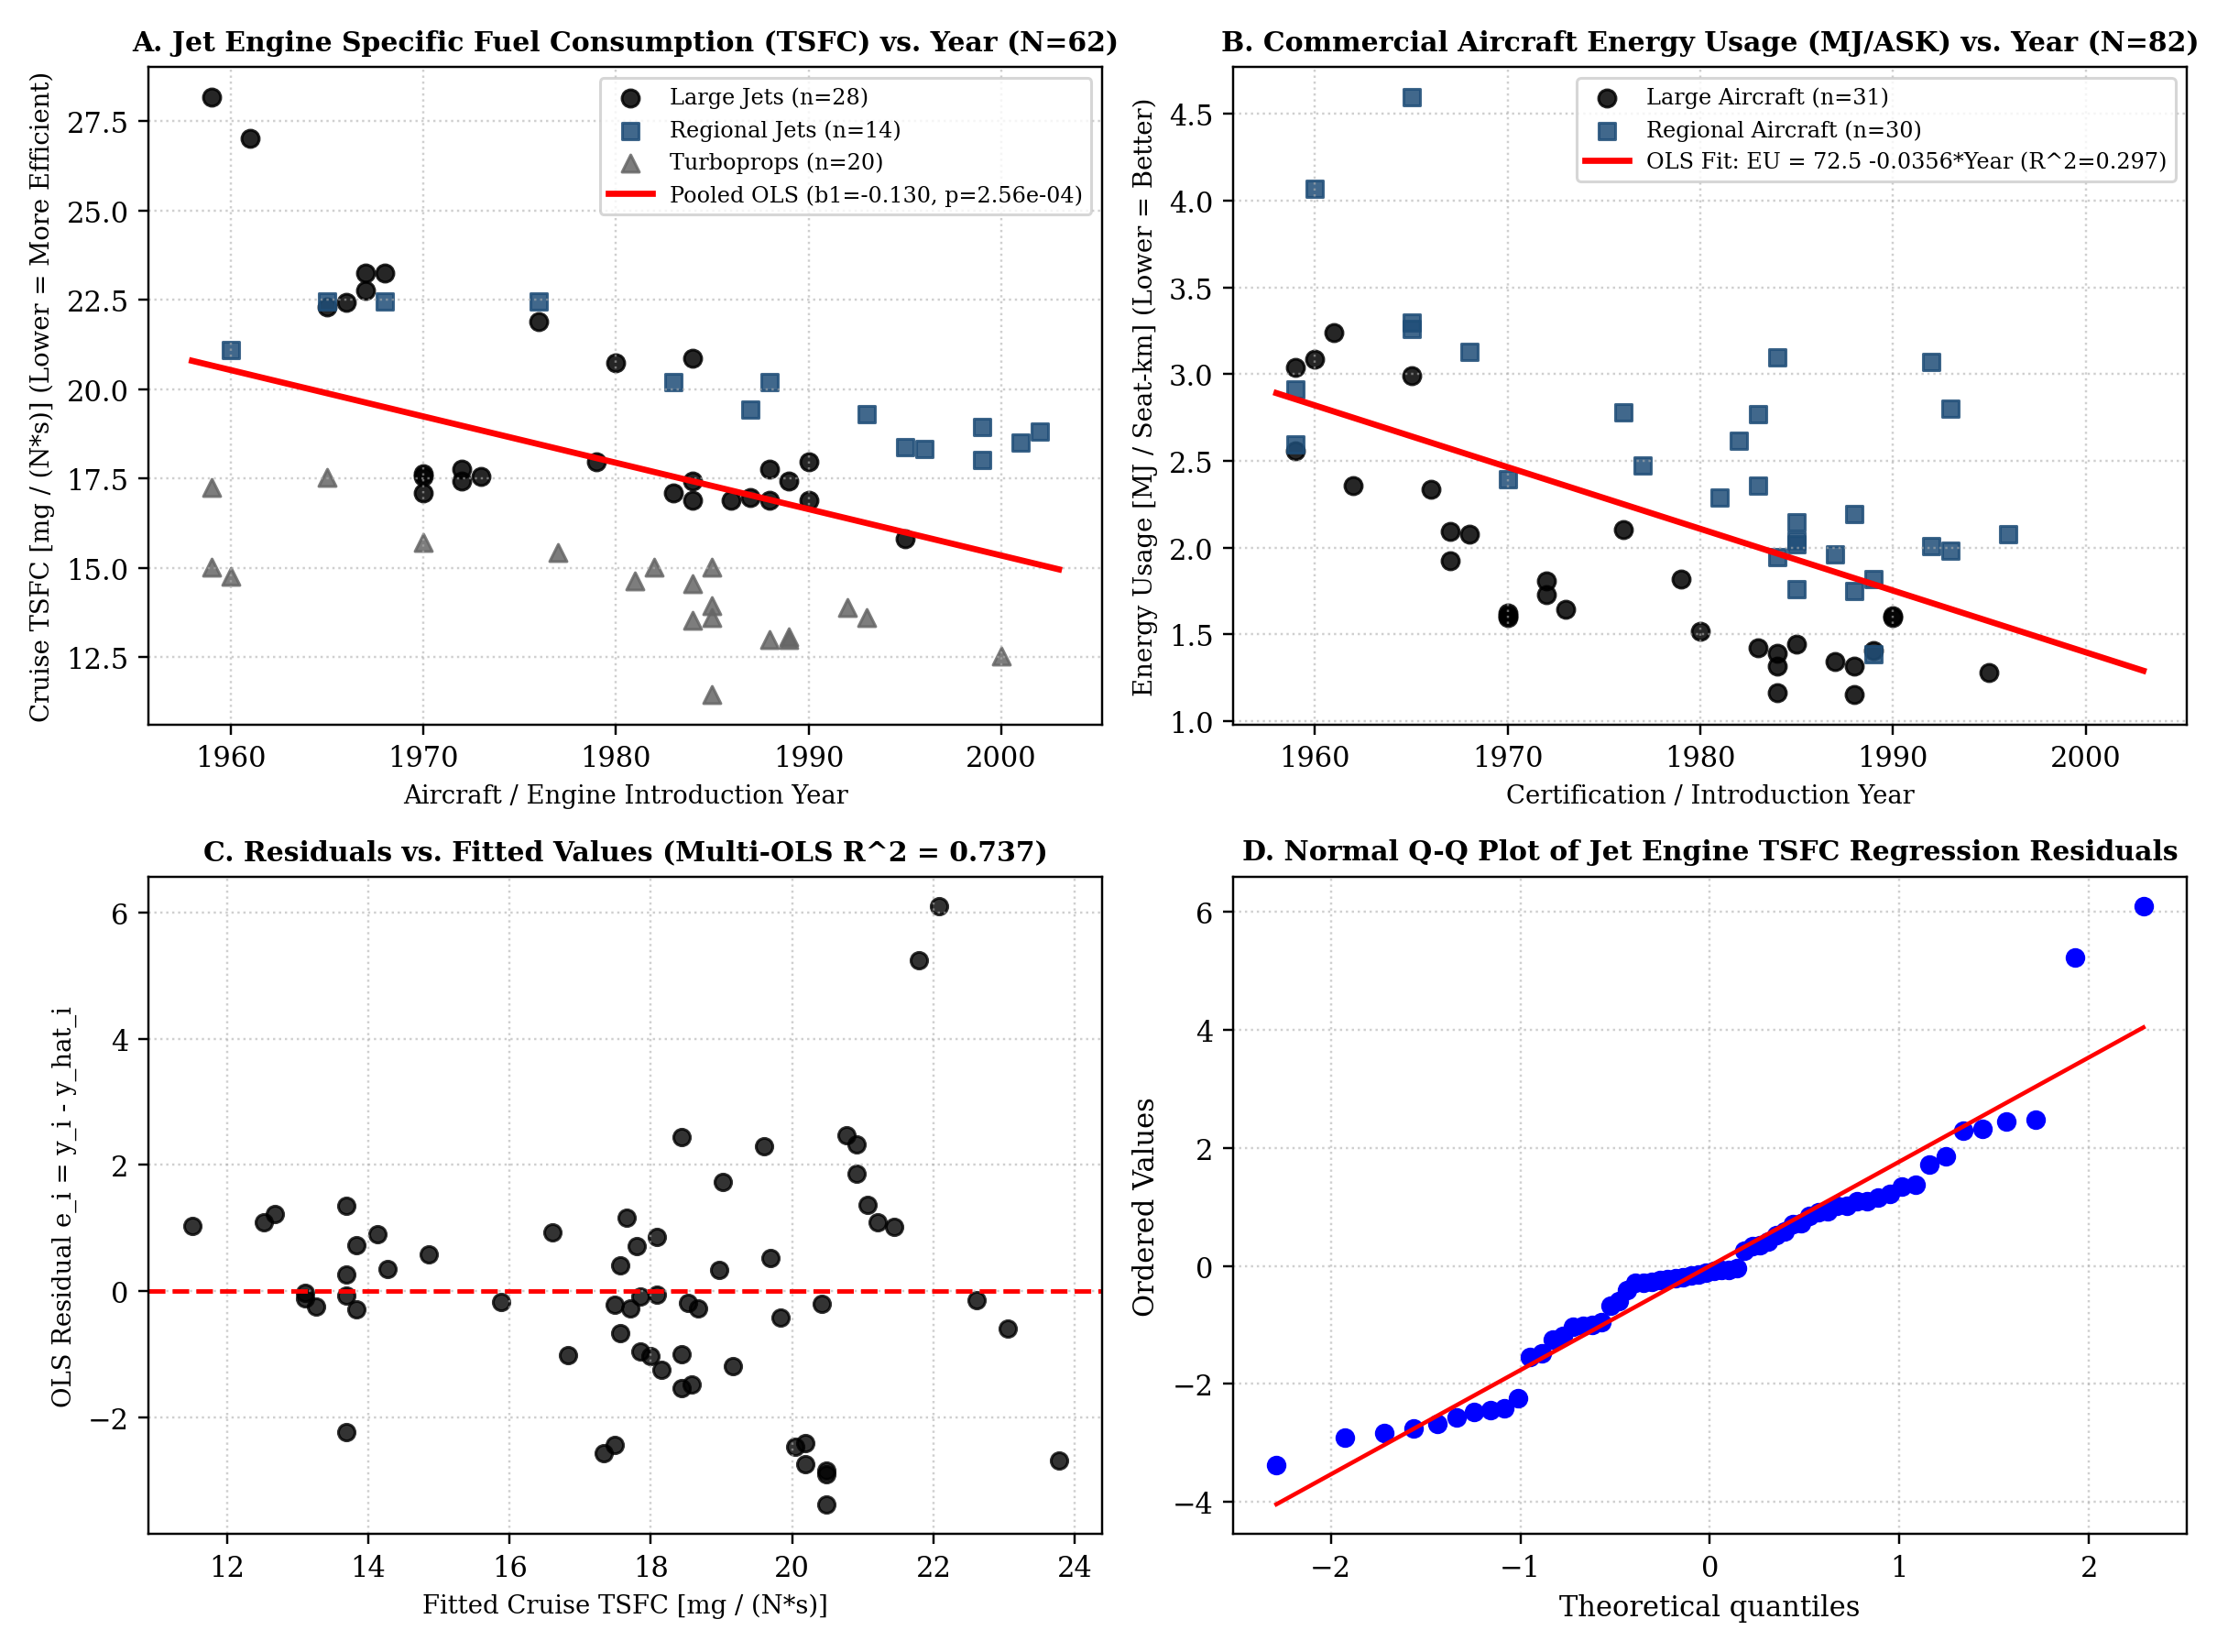 A. Jet Engine Specific Fuel Consumption (TSFC) vs. Year (N=62)
Cruise TSFC [mg / (N*s)] (Lower = More Efficient)
27.5
25.0
22.5
20.0
17.5
15.0
12.5
Large Jets (n=28)
Regional Jets (n=14)
Turboprops (n=20)
Pooled OLS (b1=-0.130, p=2.56e-04)
1960 1970 1980 1990 2000
Aircraft / Engine Introduction Year
B. Commercial Aircraft Energy Usage (MJ/ASK) vs. Year (N=82)
Energy Usage [MJ / Seat-km] (Lower = Better)
4.5
4.0
3.5
3.0
2.5
2.0
1.5
1.0
Large Aircraft (n=31)
Regional Aircraft (n=30)
OLS Fit: EU = 72.5 -0.0356*Year (R^2=0.297)
1960 1970 1980 1990 2000
Certification / Introduction Year
C. Residuals vs. Fitted Values (Multi-OLS R^2 = 0.737)
OLS Residual e_i = y_i - y_hat_i
6
4
2
0
−2
12 14 16 18 20 22 24
Fitted Cruise TSFC [mg / (N*s)]
D. Normal Q-Q Plot of Jet Engine TSFC Regression Residuals
Ordered Values
6
4
2
0
−2
−4
−2 −1 0 1 2
Theoretical quantiles